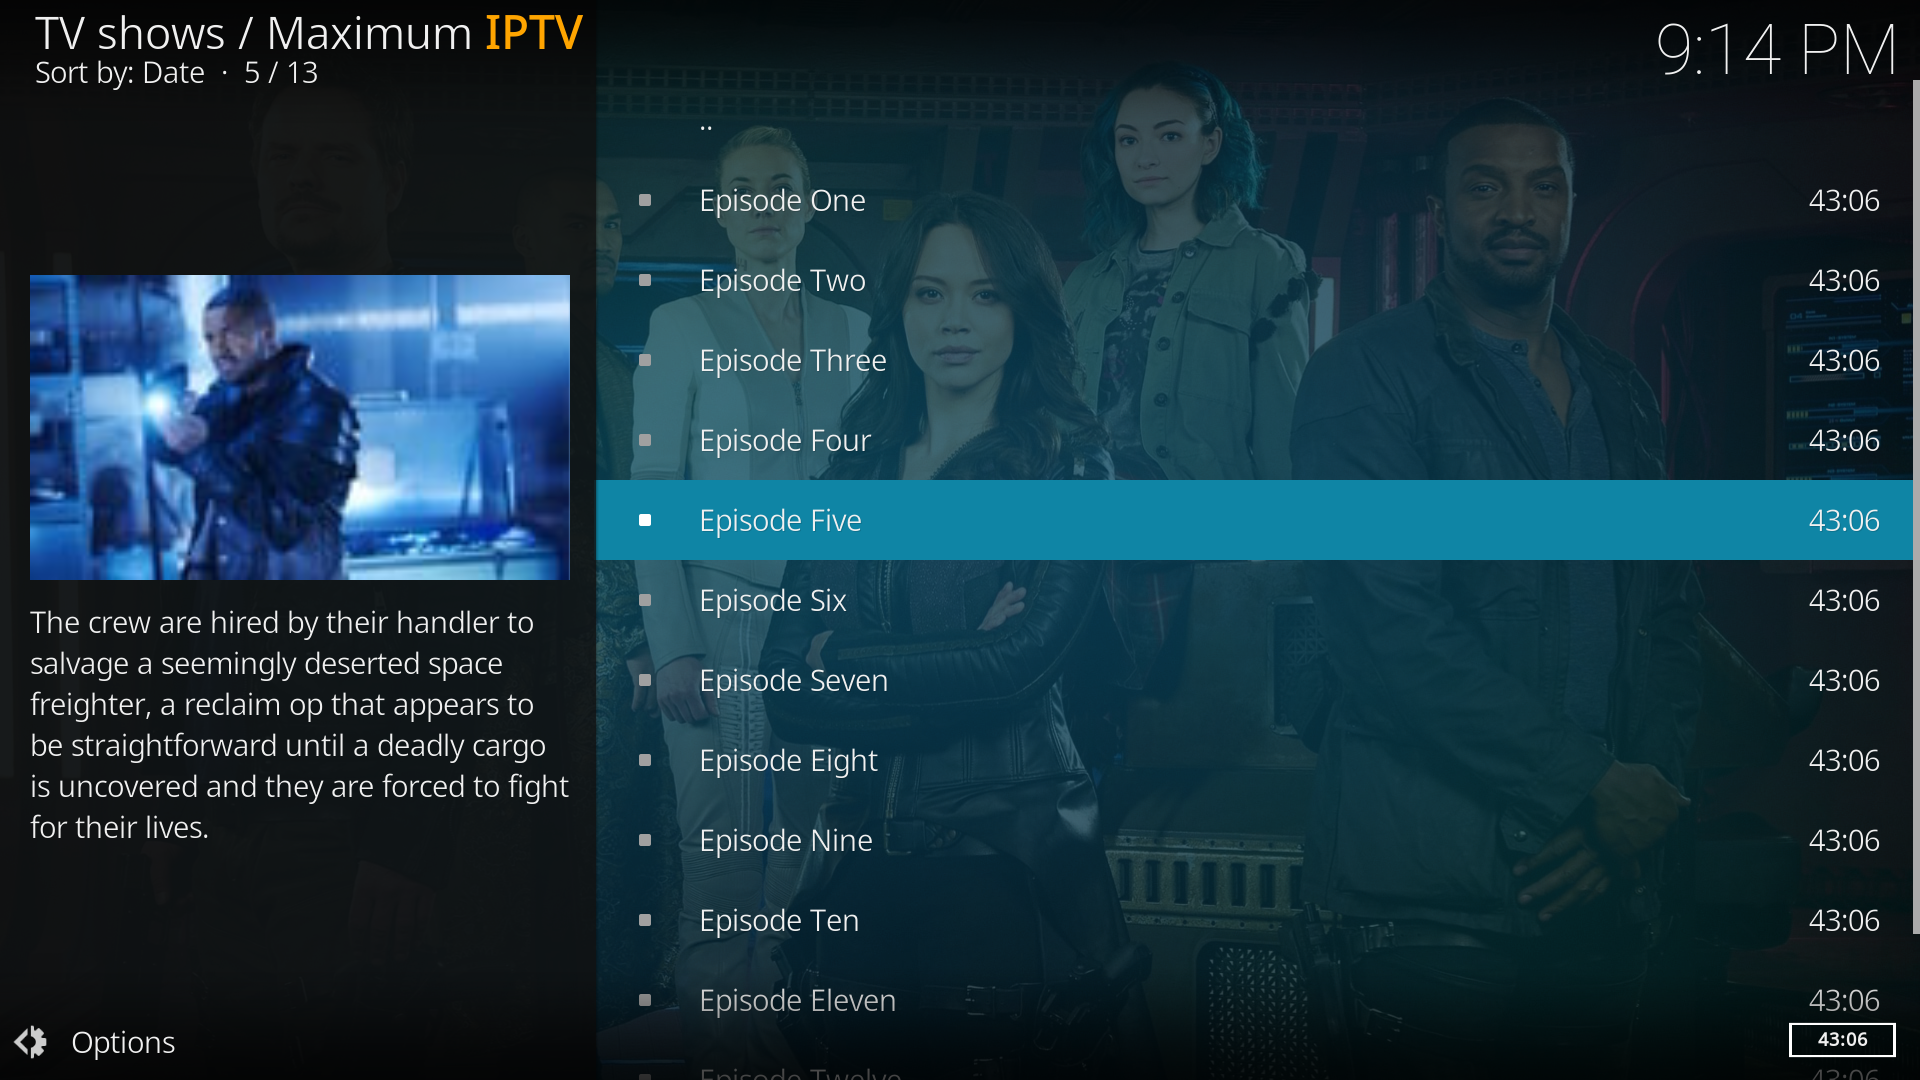 TV shows / Maximum IPTV
Sort by: Date · 5 / 13
9:14 PM
..
Episode One 43:06
Episode Two 43:06
Episode Three 43:06
Episode Four 43:06
Episode Five 43:06
Episode Six 43:06
Episode Seven 43:06
Episode Eight 43:06
Episode Nine 43:06
Episode Ten 43:06
Episode Eleven 43:06
Episode Twelve 43:06
The crew are hired by their handler to
salvage a seemingly deserted space
freighter, a reclaim op that appears to
be straightforward until a deadly cargo
is uncovered and they are forced to fight
for their lives.
Options
43:06